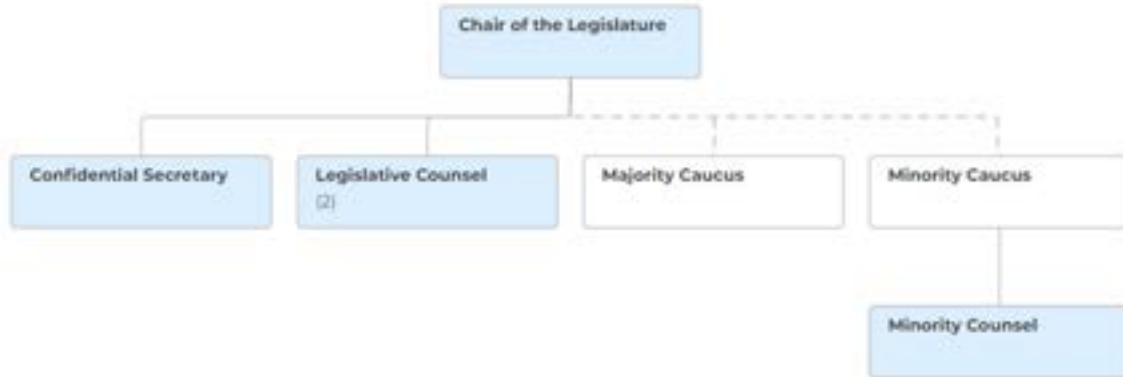 Chair of the Legislature
Confidential Secretary
Legislative Counsel
(2)
Majority Caucus
Minority Caucus
Minority Counsel